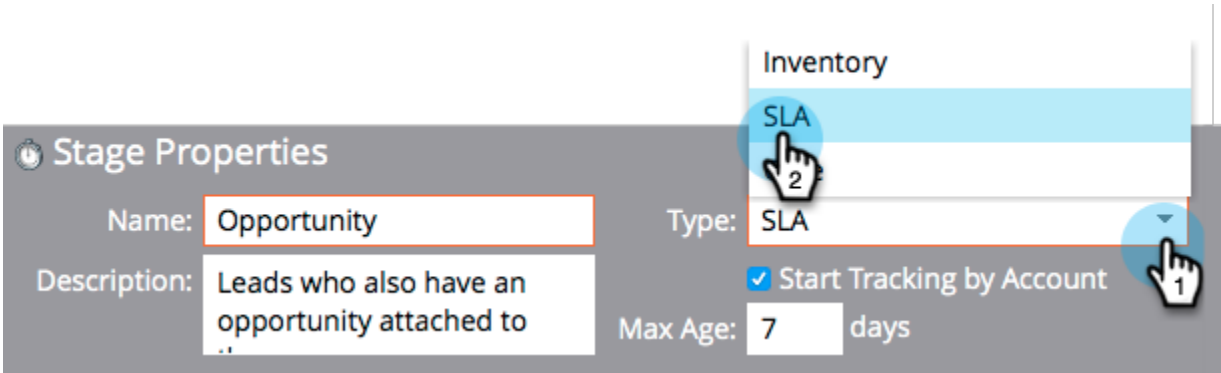 Inventory
SLA
2
Stage Properties
Name: Opportunity
Type: SLA
1
Description: Leads who also have an
opportunity attached to
Start Tracking by Account
Max Age: 7 days